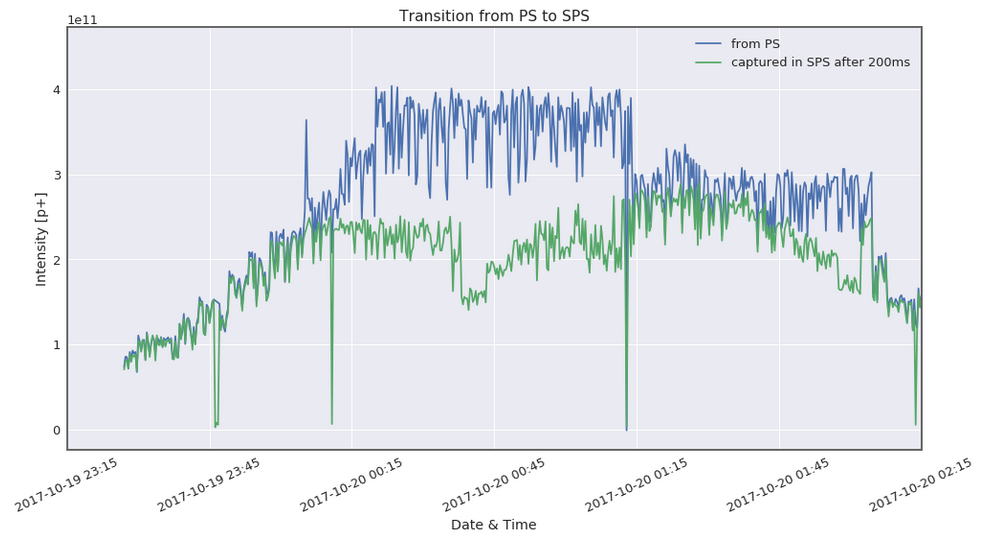 Transition from PS to SPS
1e11
from PS
captured in SPS after 200ms
4
3
2
1
0
Intensity [p+]
2017-10-19 23:15
2017-10-19 23:45
2017-10-20 00:15
2017-10-20 00:45
2017-10-20 01:15
2017-10-20 01:45
2017-10-20 02:15
Date & Time